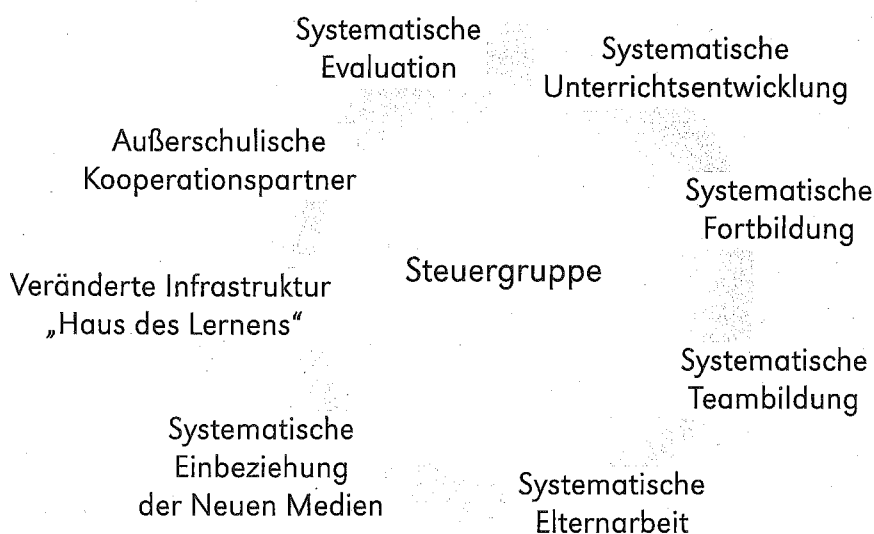 Systematische
Evaluation
Systematische
Unterrichtsentwicklung
Außerschulische
Kooperationspartner
Systematische
Fortbildung
Steuergruppe
Veränderte Infrastruktur
„Haus des Lernens“
Systematische
Teambildung
Systematische
Einbeziehung
der Neuen Medien
Systematische
Elternarbeit